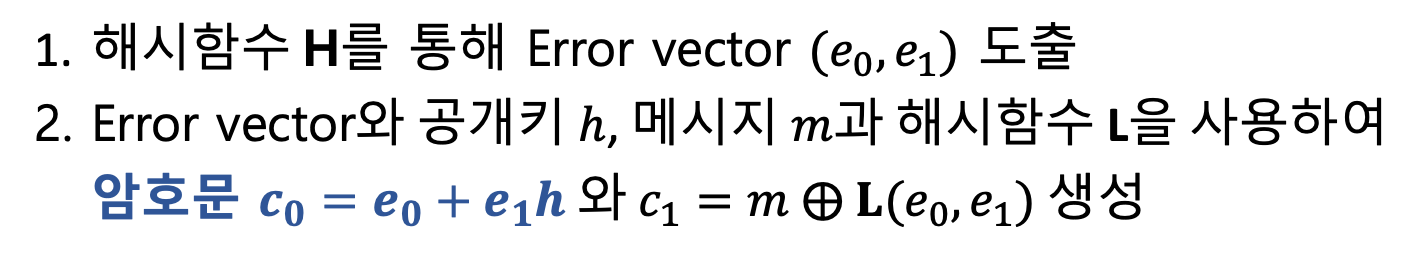 1. 해시함수 H를 통해 Error vector (e₀, e₁) 도출
2. Error vector와 공개키 h, 메시지 m과 해시함수 L을 사용하여
암호문 c₀ = e₀ + e₁h 와 c₁ = m ⊕ L(e₀, e₁) 생성